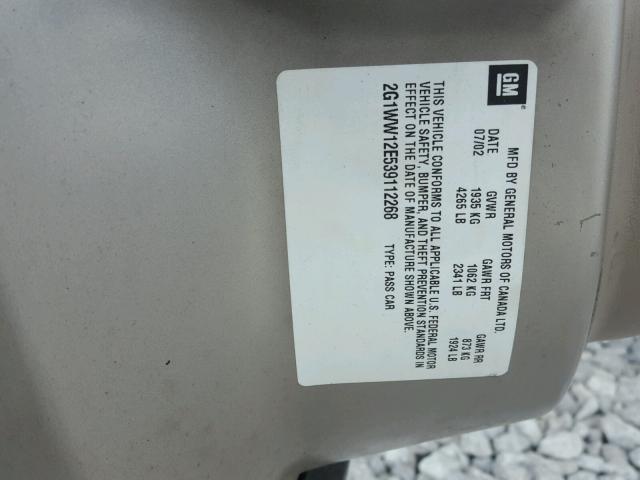 GM
MFD BY GENERAL MOTORS OF CANADA LTD.
DATE GVWR GAWR FRT GAWR RR
07/02 1935 KG 1062 KG 873 KG
4265 LB 2341 LB 1924 LB
THIS VEHICLE CONFORMS TO ALL APPLICABLE U.S. FEDERAL MOTOR
VEHICLE SAFETY, BUMPER, AND THEFT PREVENTION STANDARDS IN
EFFECT ON THE DATE OF MANUFACTURE SHOWN ABOVE.
2G1WW12E539112268 TYPE: PASS CAR